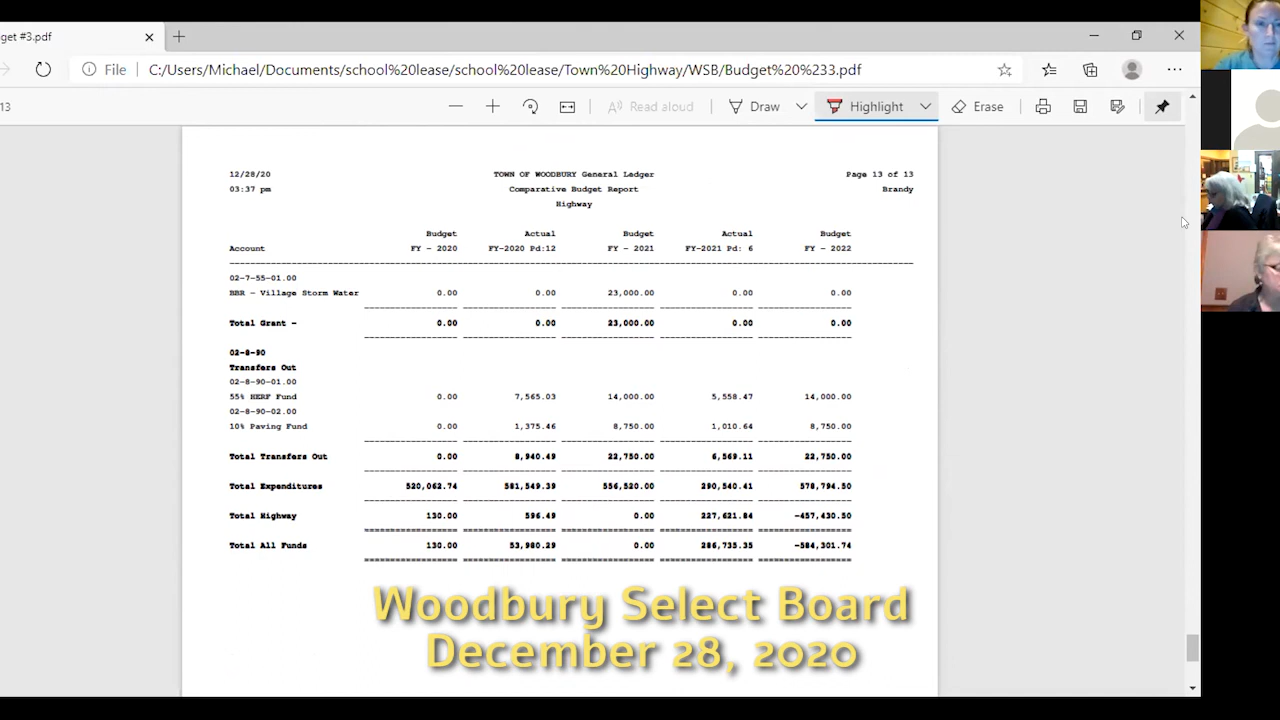 get #3.pdf
File C:/Users/Michael/Documents/school%20lease/school%20lease/Town%20Highway/WSB/Budget%20%233.pdf
13 Read aloud Draw Highlight Erase
12/28/20 TOWN OF WOODBURY General Ledger Page 13 of 13
03:37 pm Comparative Budget Report Brandy
Highway
Budget Actual Budget Actual Budget
Account FY - 2020 FY-2020 Pd:12 FY - 2021 FY-2021 Pd: 6 FY - 2022
02-7-55-01.00
BBR - Village Storm Water 0.00 0.00 23,000.00 0.00 0.00
Total Grant - 0.00 0.00 23,000.00 0.00 0.00
02-8-90
Transfers Out
02-8-90-01.00
55% HERF Fund 0.00 7,565.03 14,000.00 5,558.47 14,000.00
02-8-90-02.00
10% Paving Fund 0.00 1,375.46 8,750.00 1,010.64 8,750.00
Total Transfers Out 0.00 8,940.49 22,750.00 6,569.11 22,750.00
Total Expenditures 520,062.74 581,549.39 556,520.00 290,540.41 578,794.50
Total Highway 130.00 596.49 0.00 227,621.84 -457,430.50
Total All Funds 130.00 53,980.29 0.00 286,735.35 -584,301.74
Woodbury Select Board
December 28, 2020